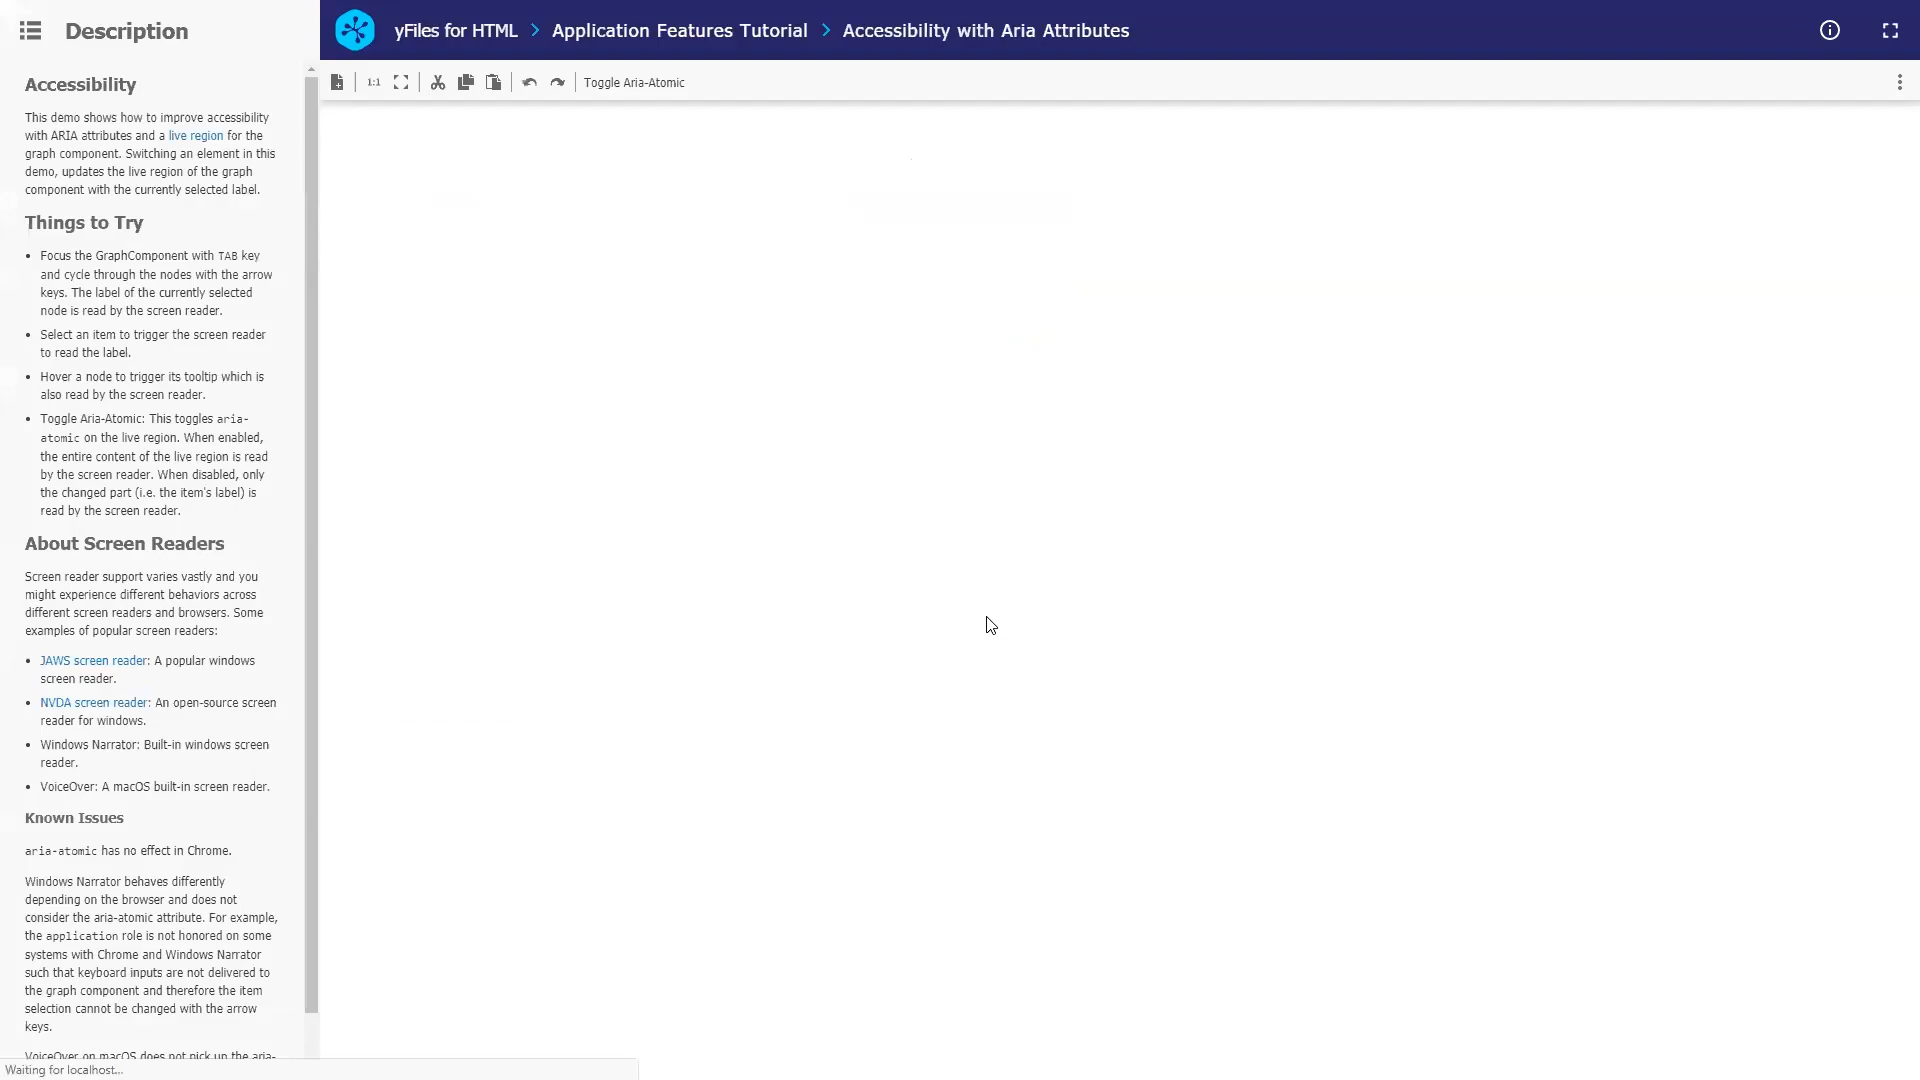 Description
yFiles for HTML > Application Features Tutorial > Accessibility with Aria Attributes
1:1
Toggle Aria-Atomic
Accessibility
This demo shows how to improve accessibility
with ARIA attributes and a live region for the
graph component. Switching an element in this
demo, updates the live region of the graph
component with the currently selected label.
Things to Try
• Focus the GraphComponent with TAB key
and cycle through the nodes with the arrow
keys. The label of the currently selected
node is read by the screen reader.
• Select an item to trigger the screen reader
to read the label.
• Hover a node to trigger its tooltip which is
also read by the screen reader.
• Toggle Aria-Atomic: This toggles aria-
atomic on the live region. When enabled,
the entire content of the live region is read
by the screen reader. When disabled, only
the changed part (i.e. the item's label) is
read by the screen reader.
About Screen Readers
Screen reader support varies vastly and you
might experience different behaviors across
different screen readers and browsers. Some
examples of popular screen readers:
• JAWS screen reader: A popular windows
screen reader.
• NVDA screen reader: An open-source screen
reader for windows.
• Windows Narrator: Built-in windows screen
reader.
• VoiceOver: A macOS built-in screen reader.
Known Issues
aria-atomic has no effect in Chrome.
Windows Narrator behaves differently
depending on the browser and does not
consider the aria-atomic attribute. For example,
the application role is not honored on some
systems with Chrome and Windows Narrator
such that keyboard inputs are not delivered to
the graph component and therefore the item
selection cannot be changed with the arrow
keys.
VoiceOver on macOS does not pick up the aria-
Waiting for localhost...